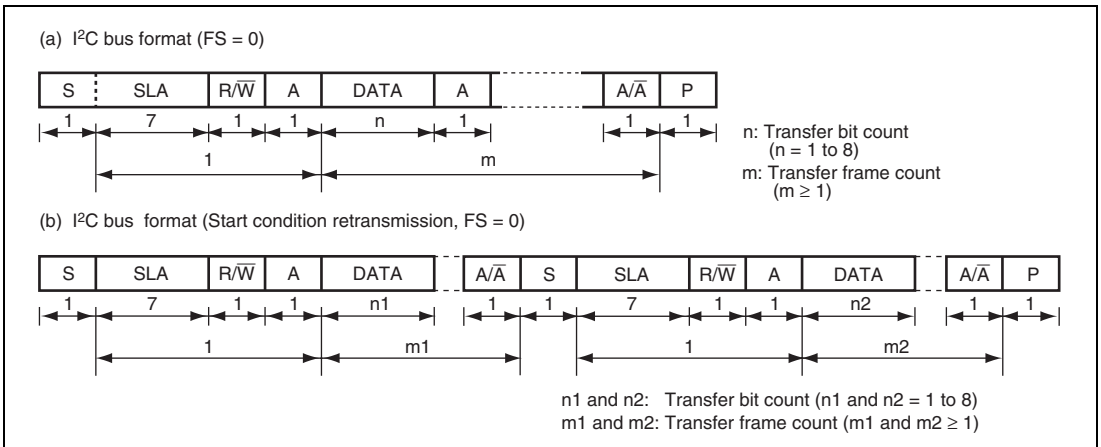 (a) I²C bus format (FS = 0)
S SLA R/W̅ A DATA A A/A̅ P
1 7 1 1 n 1 1 1
1 m
n: Transfer bit count
(n = 1 to 8)
m: Transfer frame count
(m ≥ 1)
(b) I²C bus format (Start condition retransmission, FS = 0)
S SLA R/W̅ A DATA A/A̅ S SLA R/W̅ A DATA A/A̅ P
1 7 1 1 n1 1 1 7 1 1 n2 1 1
1 m1 1 m2
n1 and n2: Transfer bit count (n1 and n2 = 1 to 8)
m1 and m2: Transfer frame count (m1 and m2 ≥ 1)